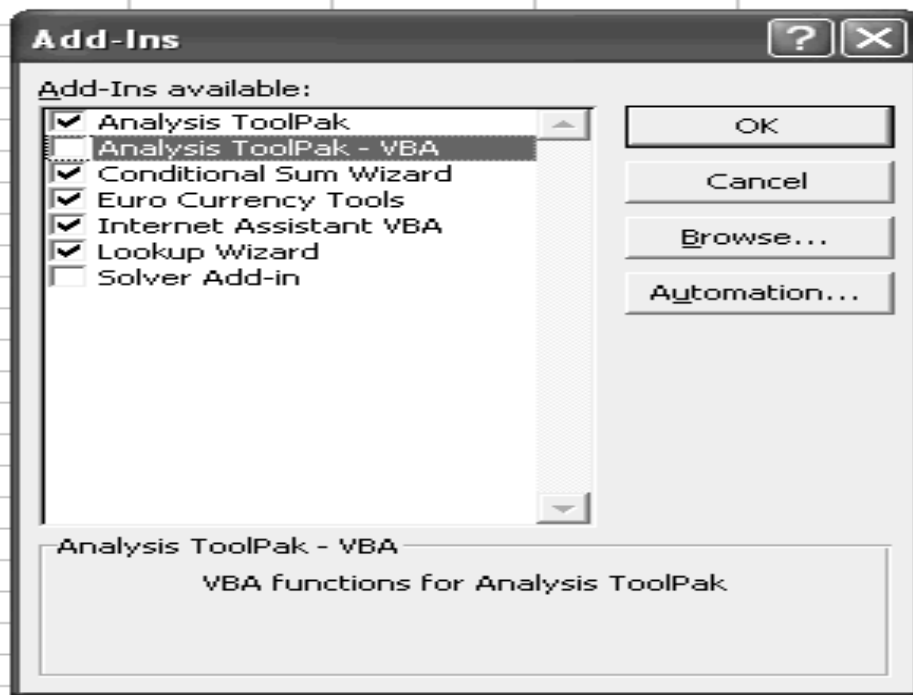 Add-Ins
?
Add-Ins available:
Analysis ToolPak
Analysis ToolPak - VBA
Conditional Sum Wizard
Euro Currency Tools
Internet Assistant VBA
Lookup Wizard
Solver Add-in
OK
Cancel
Browse...
Automation...
Analysis ToolPak - VBA
VBA functions for Analysis ToolPak